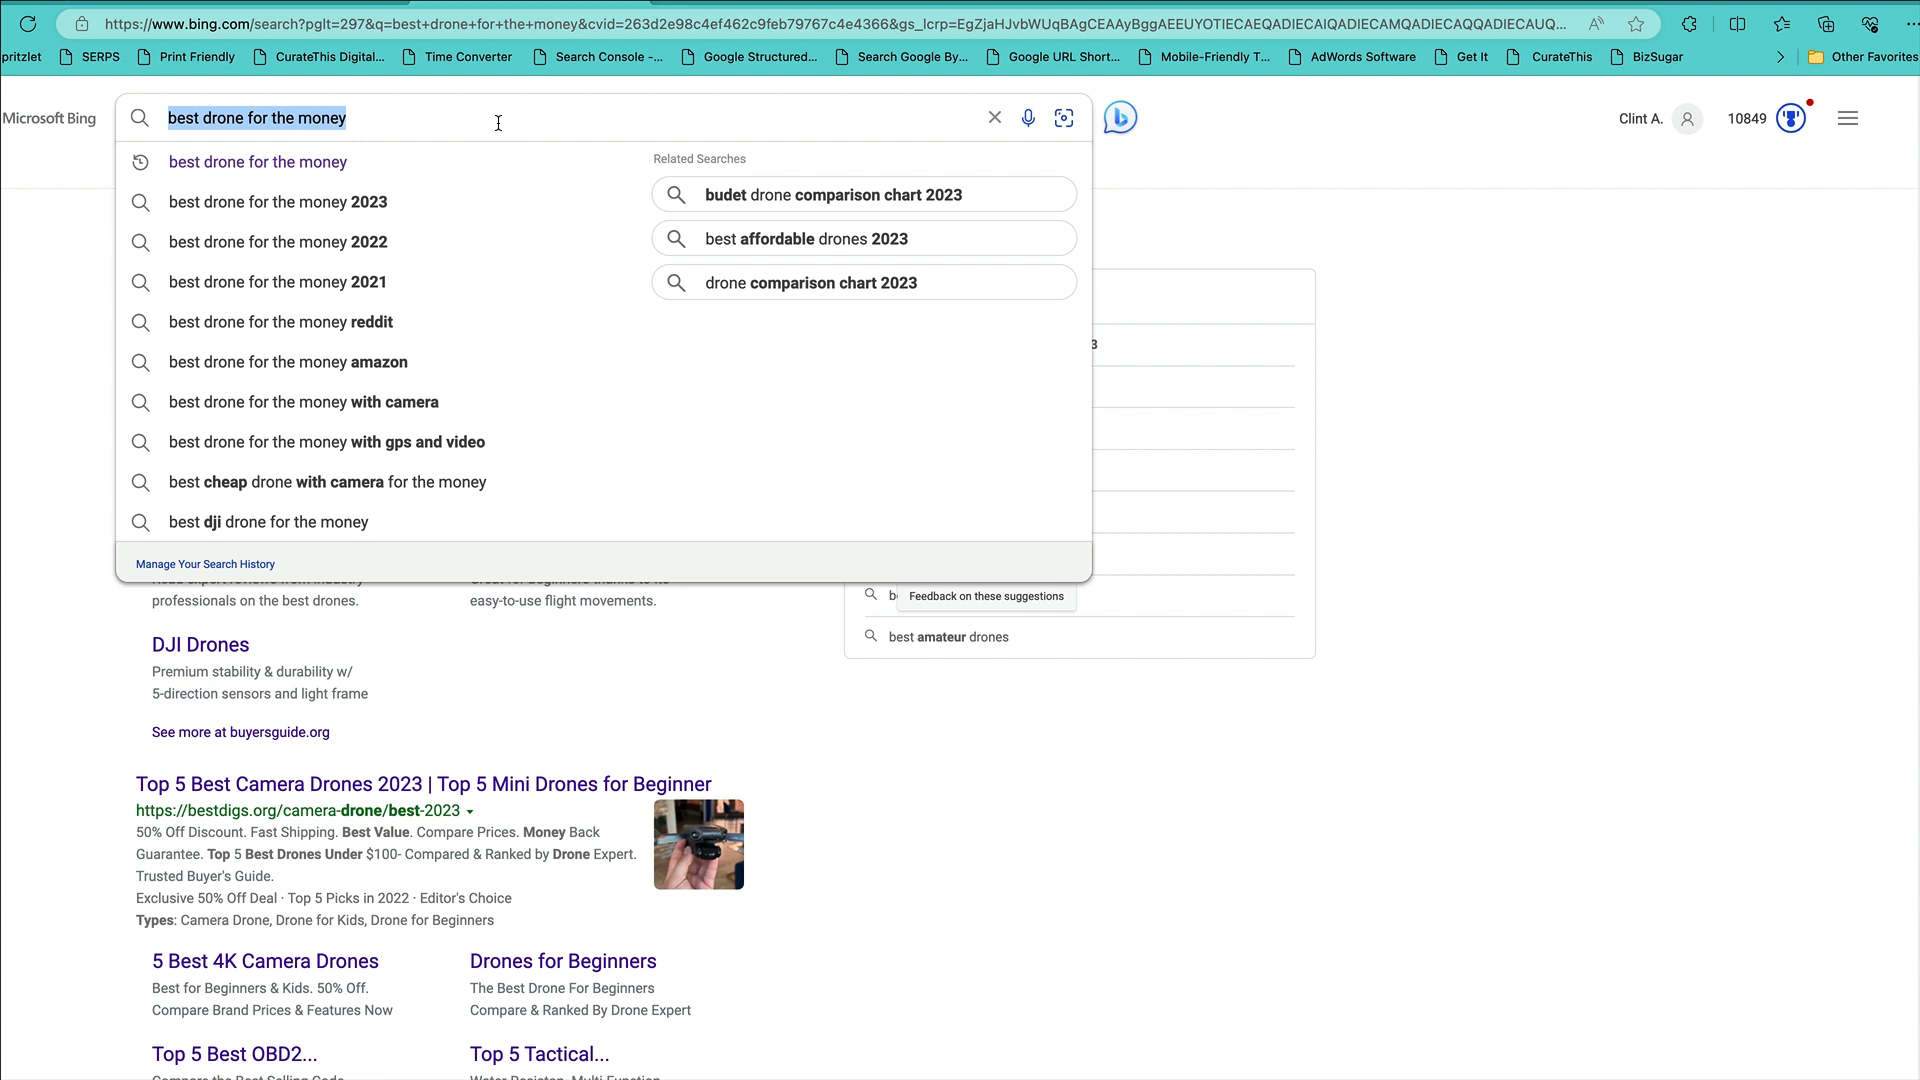 https://www.bing.com/search?pglt=297&q=best+drone+for+the+money&cvid=263d2e98c4ef462c9feb79767c4e4366&gs_lcrp=EgZjaHJvbWUqBAgCEAAyBggAEEUYOTIECAEQADIECAIQADIECAMQADIECAQQADIECAUQ...
pritzlet SERPS Print Friendly CurateThis Digital... Time Converter Search Console -... Google Structured... Search Google By... Google URL Short... Mobile-Friendly T... AdWords Software Get It CurateThis BizSugar Other Favorites
Microsoft Bing
best drone for the money
Clint A.
10849
best drone for the money
best drone for the money 2023
best drone for the money 2022
best drone for the money 2021
best drone for the money reddit
best drone for the money amazon
best drone for the money with camera
best drone for the money with gps and video
best cheap drone with camera for the money
best dji drone for the money
Related Searches
budet drone comparison chart 2023
best affordable drones 2023
drone comparison chart 2023
3
Manage Your Search History
Feedback on these suggestions
best amateur drones
professionals on the best drones.
easy-to-use flight movements.
DJI Drones
Premium stability & durability w/
5-direction sensors and light frame
See more at buyersguide.org
Top 5 Best Camera Drones 2023 | Top 5 Mini Drones for Beginner
https://bestdigs.org/camera-drone/best-2023
50% Off Discount. Fast Shipping. Best Value. Compare Prices. Money Back
Guarantee. Top 5 Best Drones Under $100- Compared & Ranked by Drone Expert.
Trusted Buyer's Guide.
Exclusive 50% Off Deal · Top 5 Picks in 2022 · Editor's Choice
Types: Camera Drone, Drone for Kids, Drone for Beginners
5 Best 4K Camera Drones
Best for Beginners & Kids. 50% Off.
Compare Brand Prices & Features Now
Drones for Beginners
The Best Drone For Beginners
Compare & Ranked By Drone Expert
Top 5 Best OBD2...
Top 5 Tactical...